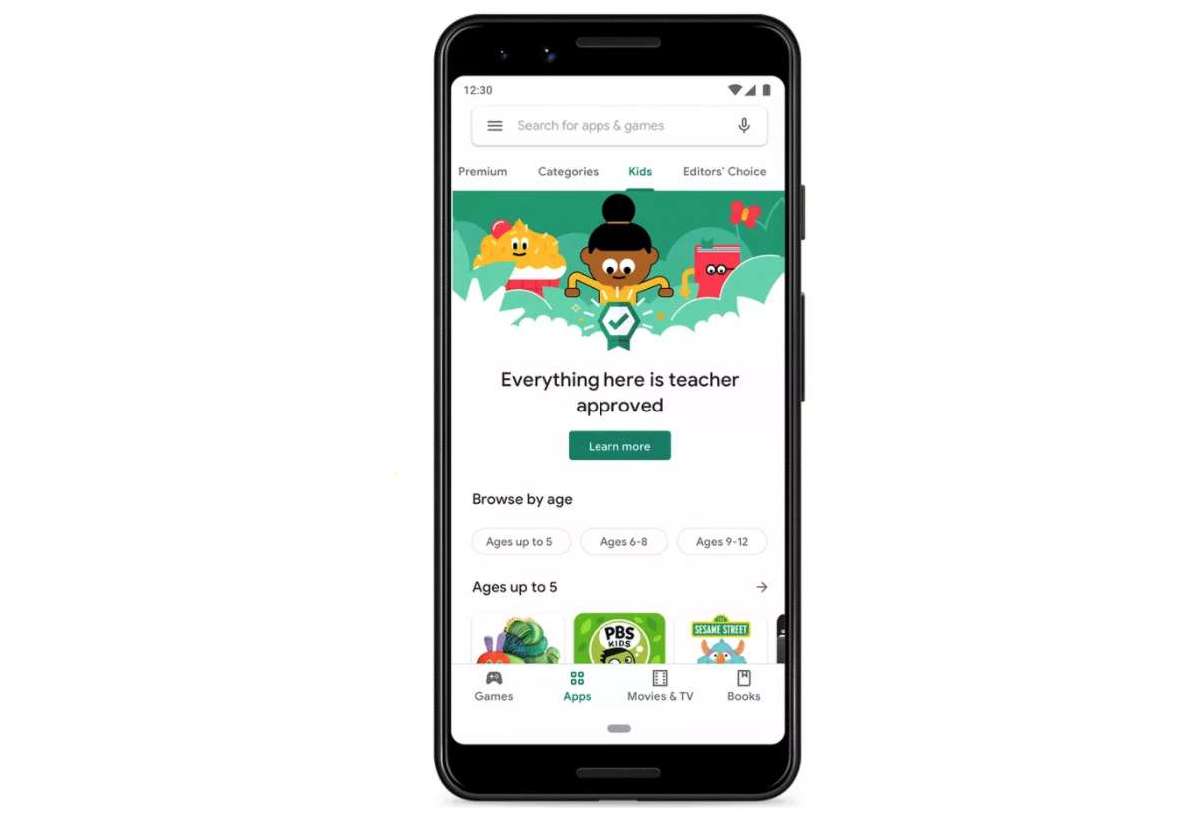 12:30
Search for apps & games
Premium Categories Kids Editors' Choice
Everything here is teacher
approved
Learn more
Browse by age
Ages up to 5 Ages 6-8 Ages 9-12
Ages up to 5
PBS
KIDS
SESAME STREET
Games Apps Movies & TV Books